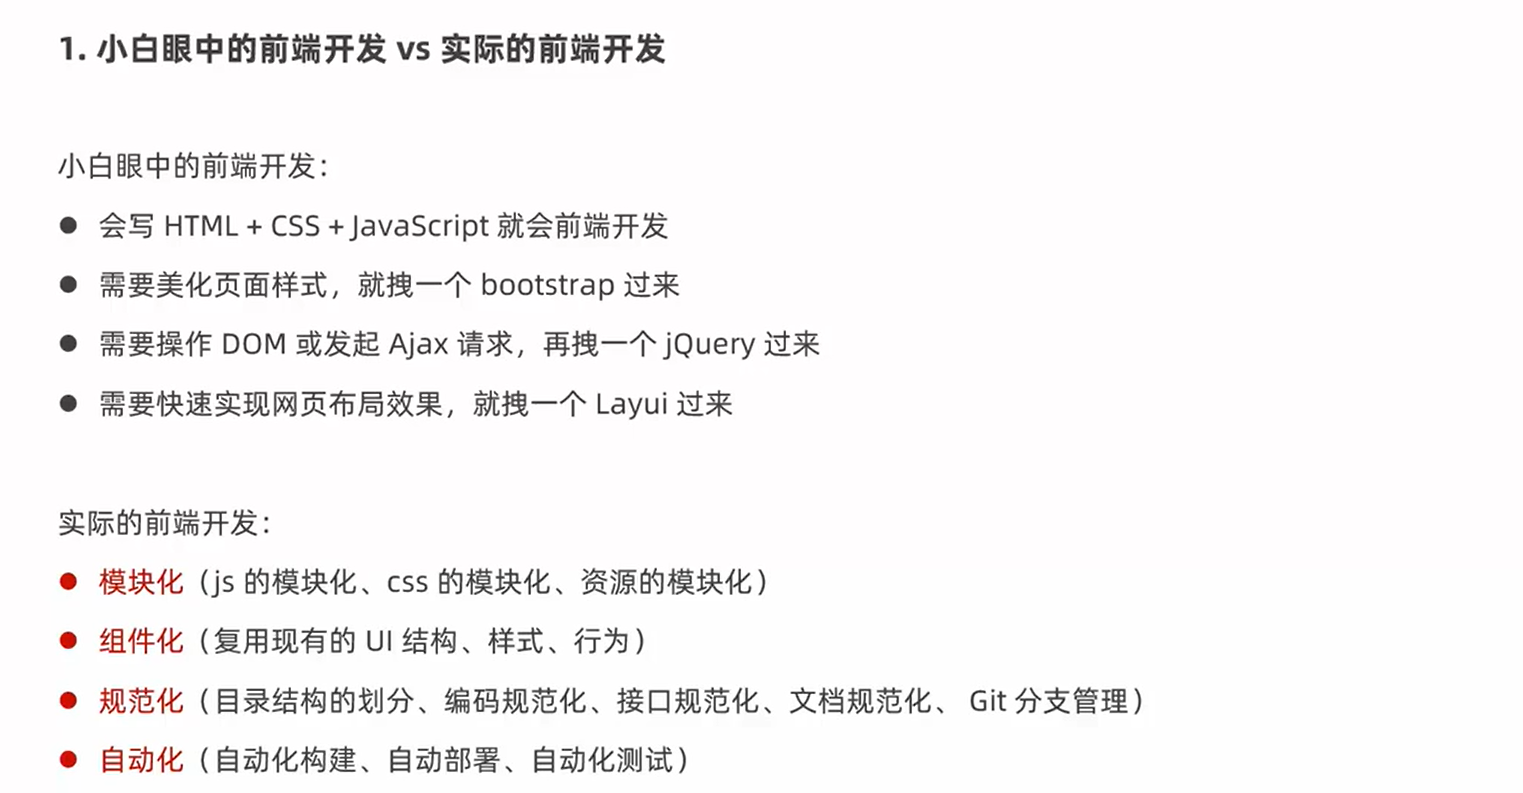 1. 小白眼中的前端开发 vs 实际的前端开发
小白眼中的前端开发：
● 会写 HTML + CSS + JavaScript 就会前端开发
● 需要美化页面样式，就拽一个 bootstrap 过来
● 需要操作 DOM 或发起 Ajax 请求，再拽一个 jQuery 过来
● 需要快速实现网页布局效果，就拽一个 Layui 过来
实际的前端开发：
● 模块化（js 的模块化、css 的模块化、资源的模块化）
● 组件化（复用现有的 UI 结构、样式、行为）
● 规范化（目录结构的划分、编码规范化、接口规范化、文档规范化、 Git 分支管理）
● 自动化（自动化构建、自动部署、自动化测试）